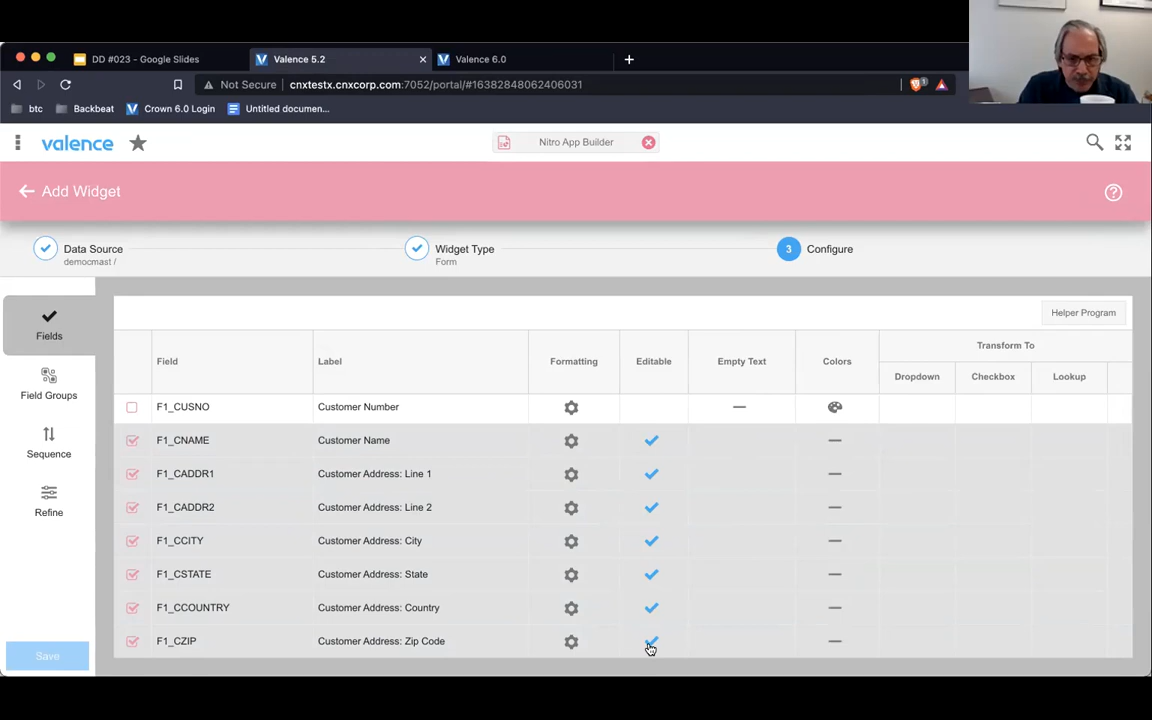 DD #023 - Google Slides
Valence 5.2
Valence 6.0
Not Secure
cnxtestx.cnxcorp.com:7052/portal/#16382848062406031
1
btc
Backbeat
Crown 6.0 Login
Untitled documen...
valence
Nitro App Builder
Add Widget
Data Source
democmast /
Widget Type
Form
3
Configure
Fields
Field Groups
Sequence
Refine
Save
Helper Program
Field
Label
Formatting
Editable
Empty Text
Colors
Transform To
Dropdown
Checkbox
Lookup
F1_CUSNO Customer Number
F1_CNAME Customer Name
F1_CADDR1 Customer Address: Line 1
F1_CADDR2 Customer Address: Line 2
F1_CCITY Customer Address: City
F1_CSTATE Customer Address: State
F1_CCOUNTRY Customer Address: Country
F1_CZIP Customer Address: Zip Code